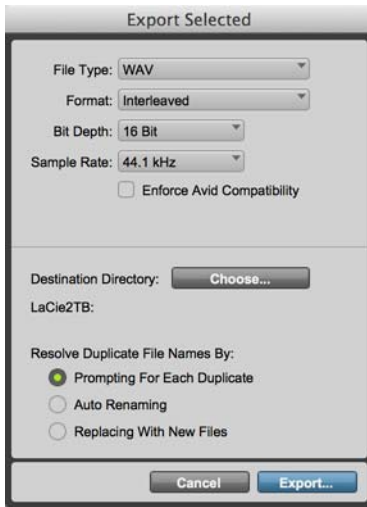 Export Selected
File Type: WAV
Format: Interleaved
Bit Depth: 16 Bit
Sample Rate: 44.1 kHz
Enforce Avid Compatibility
Destination Directory: Choose...
LaCie2TB:
Resolve Duplicate File Names By:
Prompting For Each Duplicate
Auto Renaming
Replacing With New Files
Cancel Export...